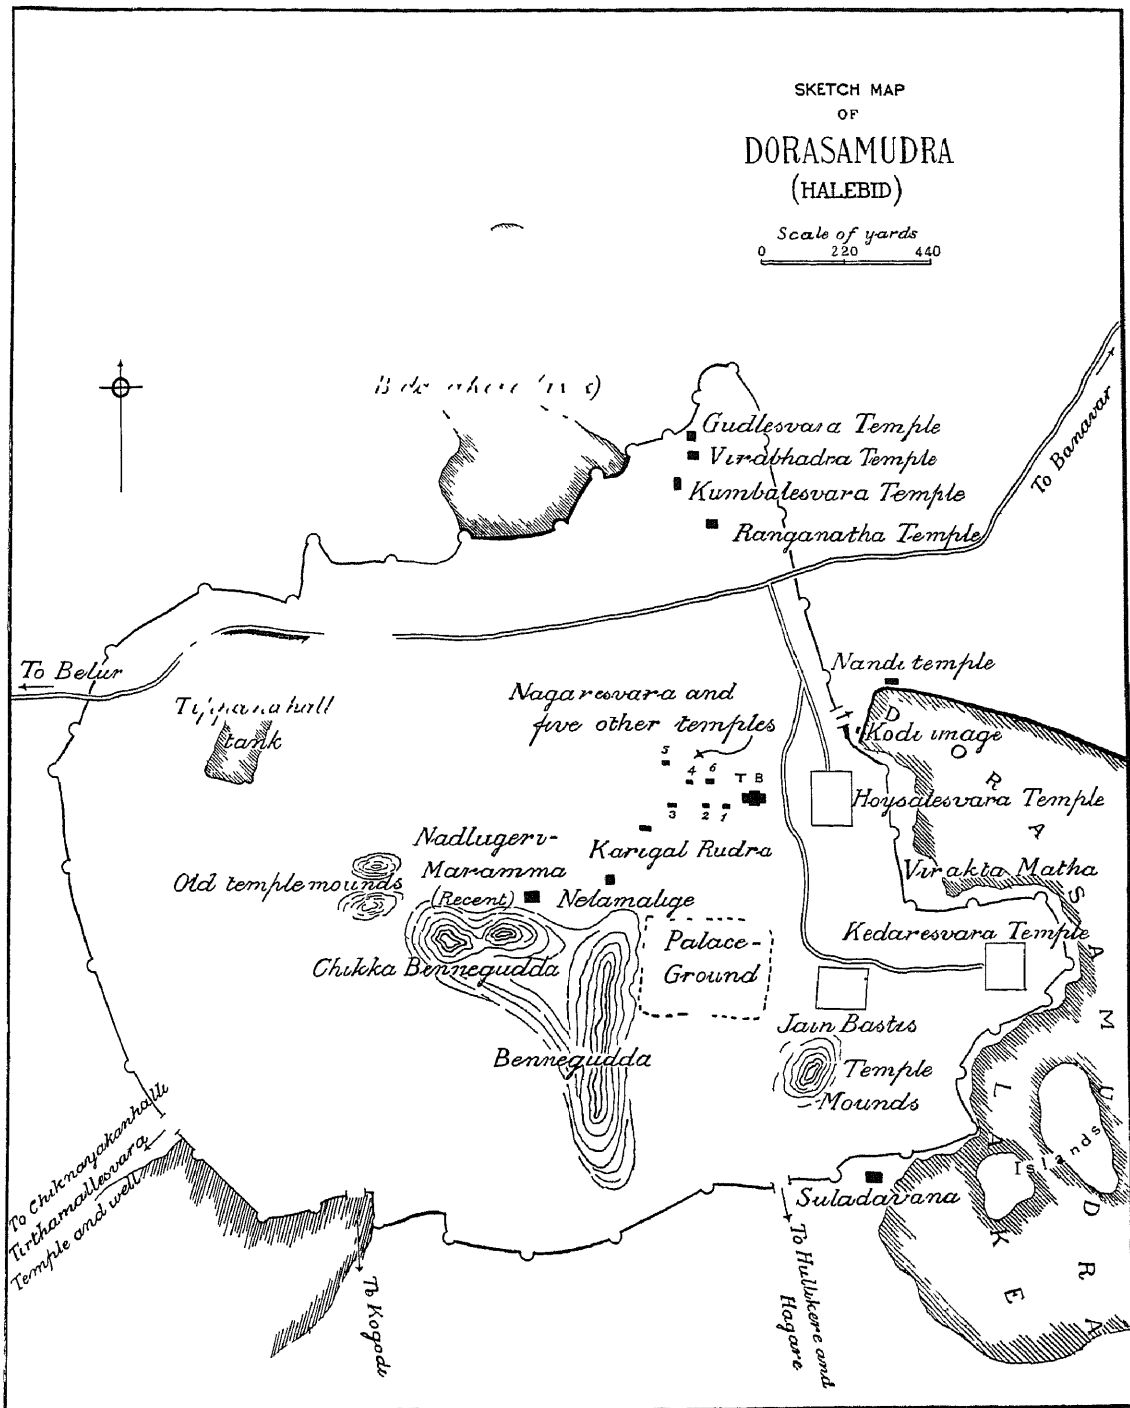 SKETCH MAP
OF
DORASAMUDRA
(HALEBID)
Scale of yards
0 220 440
To Banavar
Gudlesvara Temple
Virabhadra Temple
Kumbalesvara Temple
Ranganatha Temple
To Belur
Nandi temple
Nagaresvara and
five other temples
tank
D
Kodi image
O
R
A
S
A
M
U
D
R
A
5
4 6
T B
3 2 1
Hoysalesvara Temple
Nadlugeri-
Maramma
(Recent)
Karigal Rudra
Virakta Matha
Old temple mounds
Nelamalige
Palace-
Ground
Kedaresvara Temple
Chikka Bennegudda
Jain Bastis
Bennegudda
Temple
Mounds
L
A
K
E
Islands
Suladavana
To Chiknayakanhalli
Tirthamallesvara
Temple and well
To Kogodi
To Hullikere and
Hagare